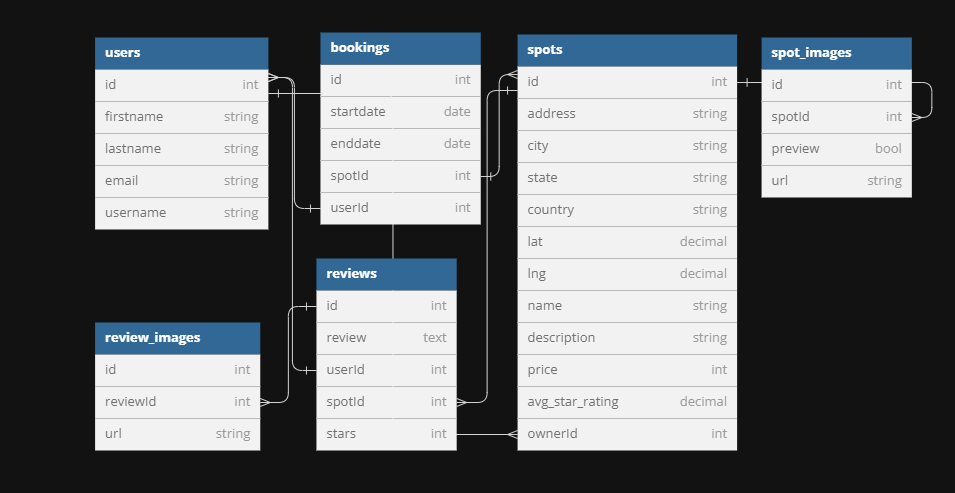 users
id int
firstname string
lastname string
email string
username string
bookings
id int
startdate date
enddate date
spotId int
userId int
spots
id int
address string
city string
state string
country string
lat decimal
lng decimal
name string
description string
price int
avg_star_rating decimal
ownerId int
spot_images
id int
spotId int
preview bool
url string
reviews
id int
review text
userId int
spotId int
stars int
review_images
id int
reviewId int
url string